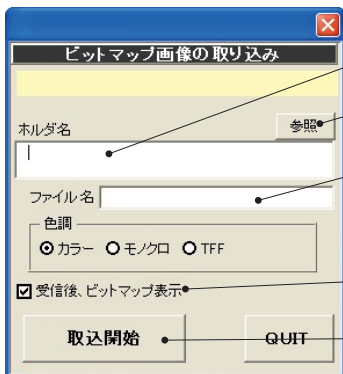 ビットマップ画像の取り込み
参照
ホルダ名
ファイル名
色調
カラー モノクロ TFF
受信後、ビットマップ表示
取込開始 QUIT